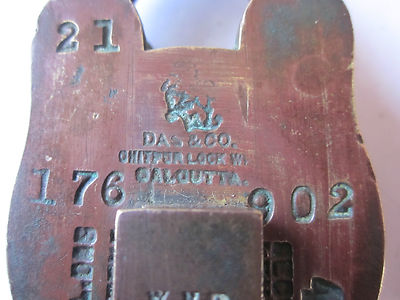 21
DAS & CO.
CHITPUR LOCK W.
CALCUTTA.
176 902